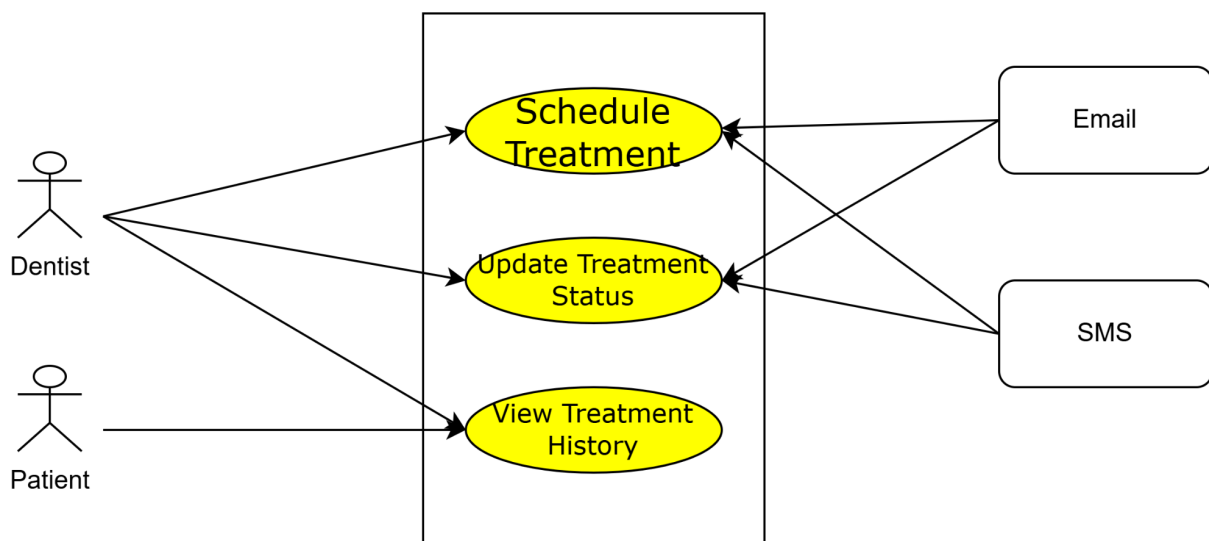 Schedule
Treatment
Email
Dentist
Update Treatment
Status
SMS
View Treatment
History
Patient